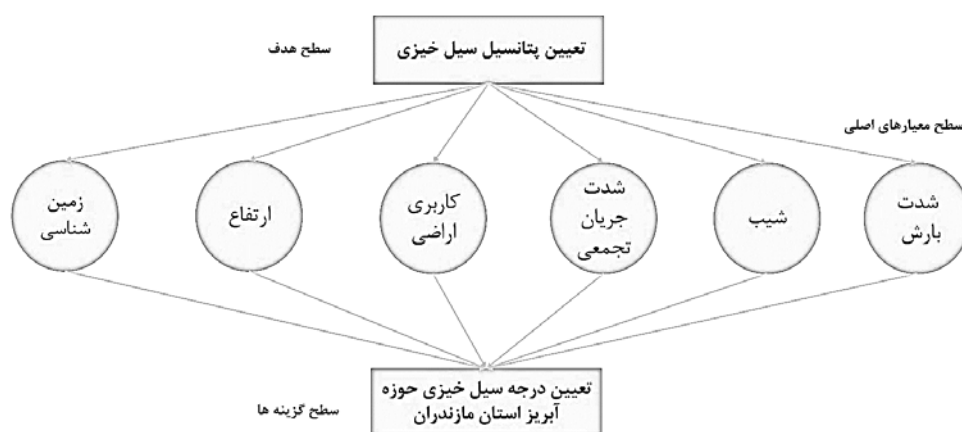 تعیین پتانسیل سیل خیزی
سطح هدف
سطح معیارهای اصلی
شدت
بارش
شیب
شدت
جریان
تجمعی
کاربری
اراضی
ارتفاع
زمین
شناسی
تعیین درجه سیل خیزی حوزه
آبریز استان مازندران
سطح گزینه ها